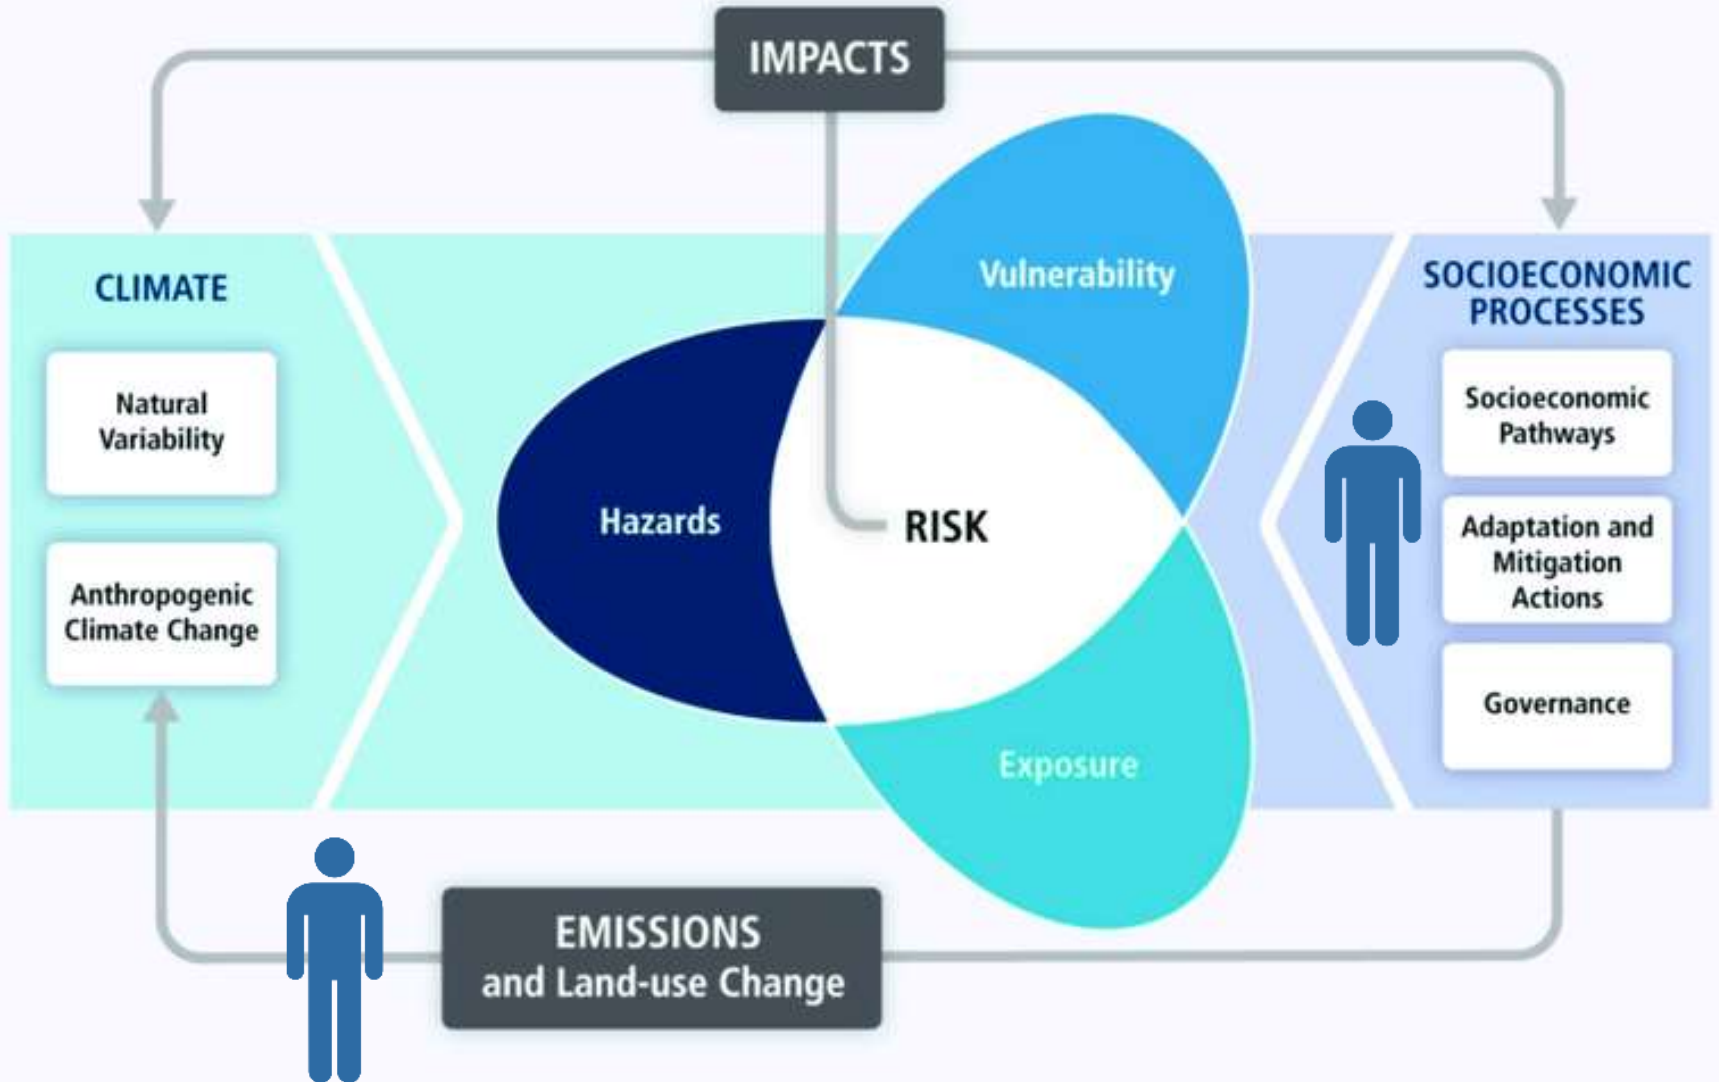 IMPACTS
CLIMATE
Natural
Variability
Anthropogenic
Climate Change
Vulnerability
Hazards
RISK
Exposure
SOCIOECONOMIC
PROCESSES
Socioeconomic
Pathways
Adaptation and
Mitigation
Actions
Governance
EMISSIONS
and Land-use Change